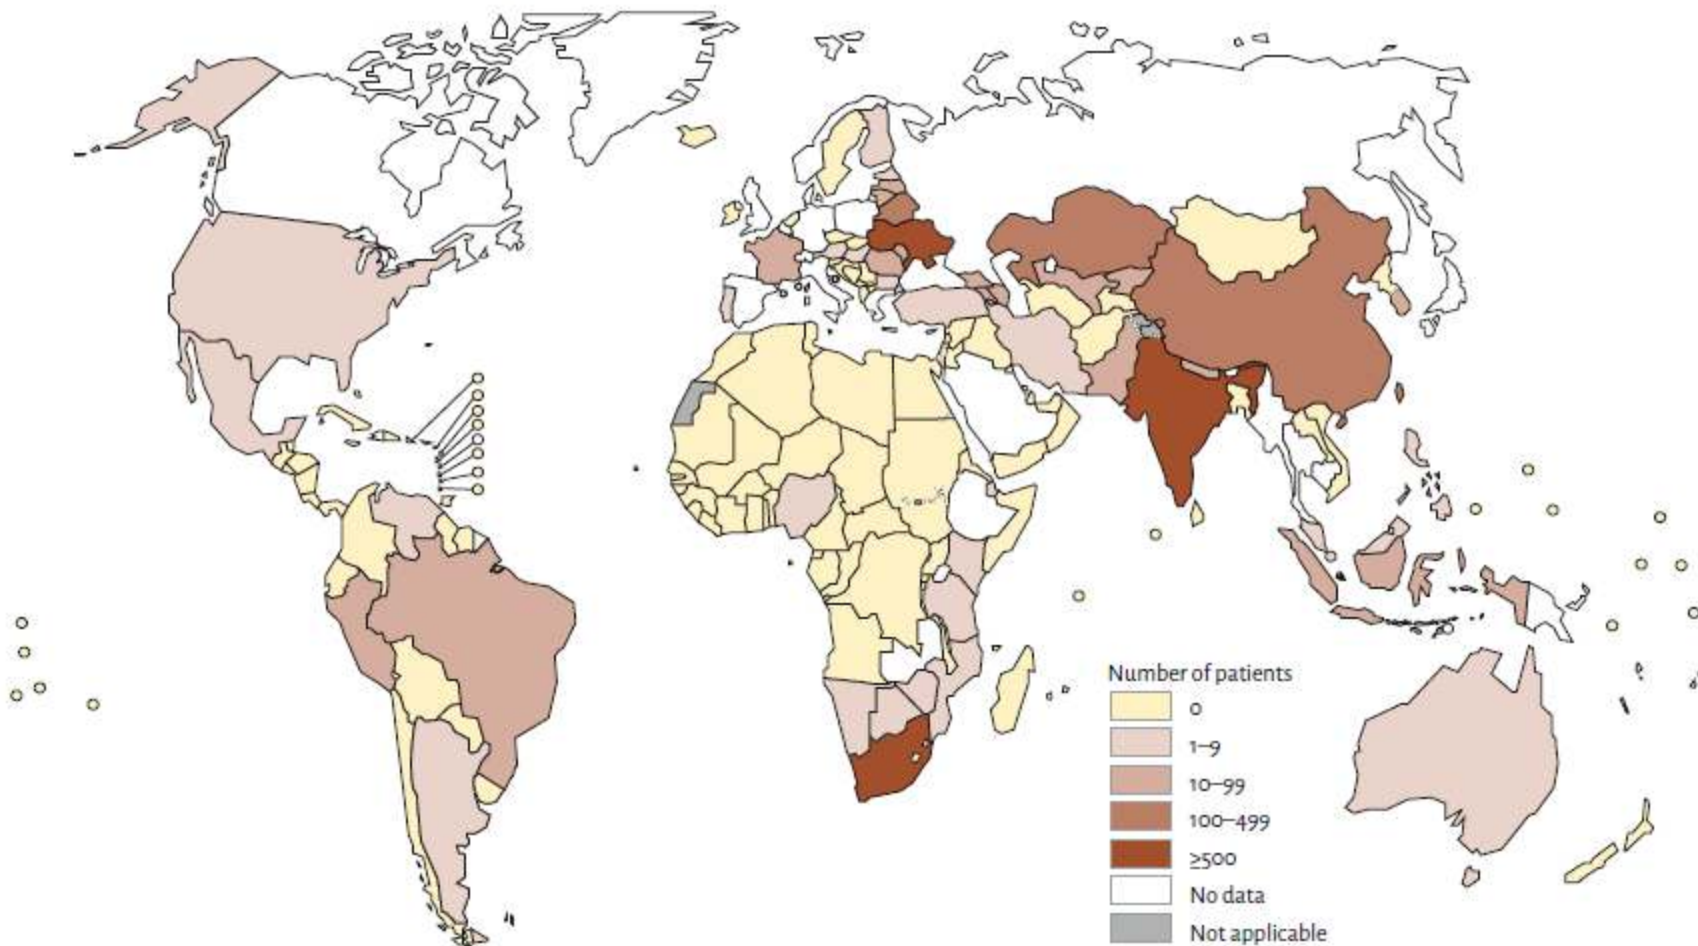 Number of patients
0
1–9
10–99
100–499
≥500
No data
Not applicable